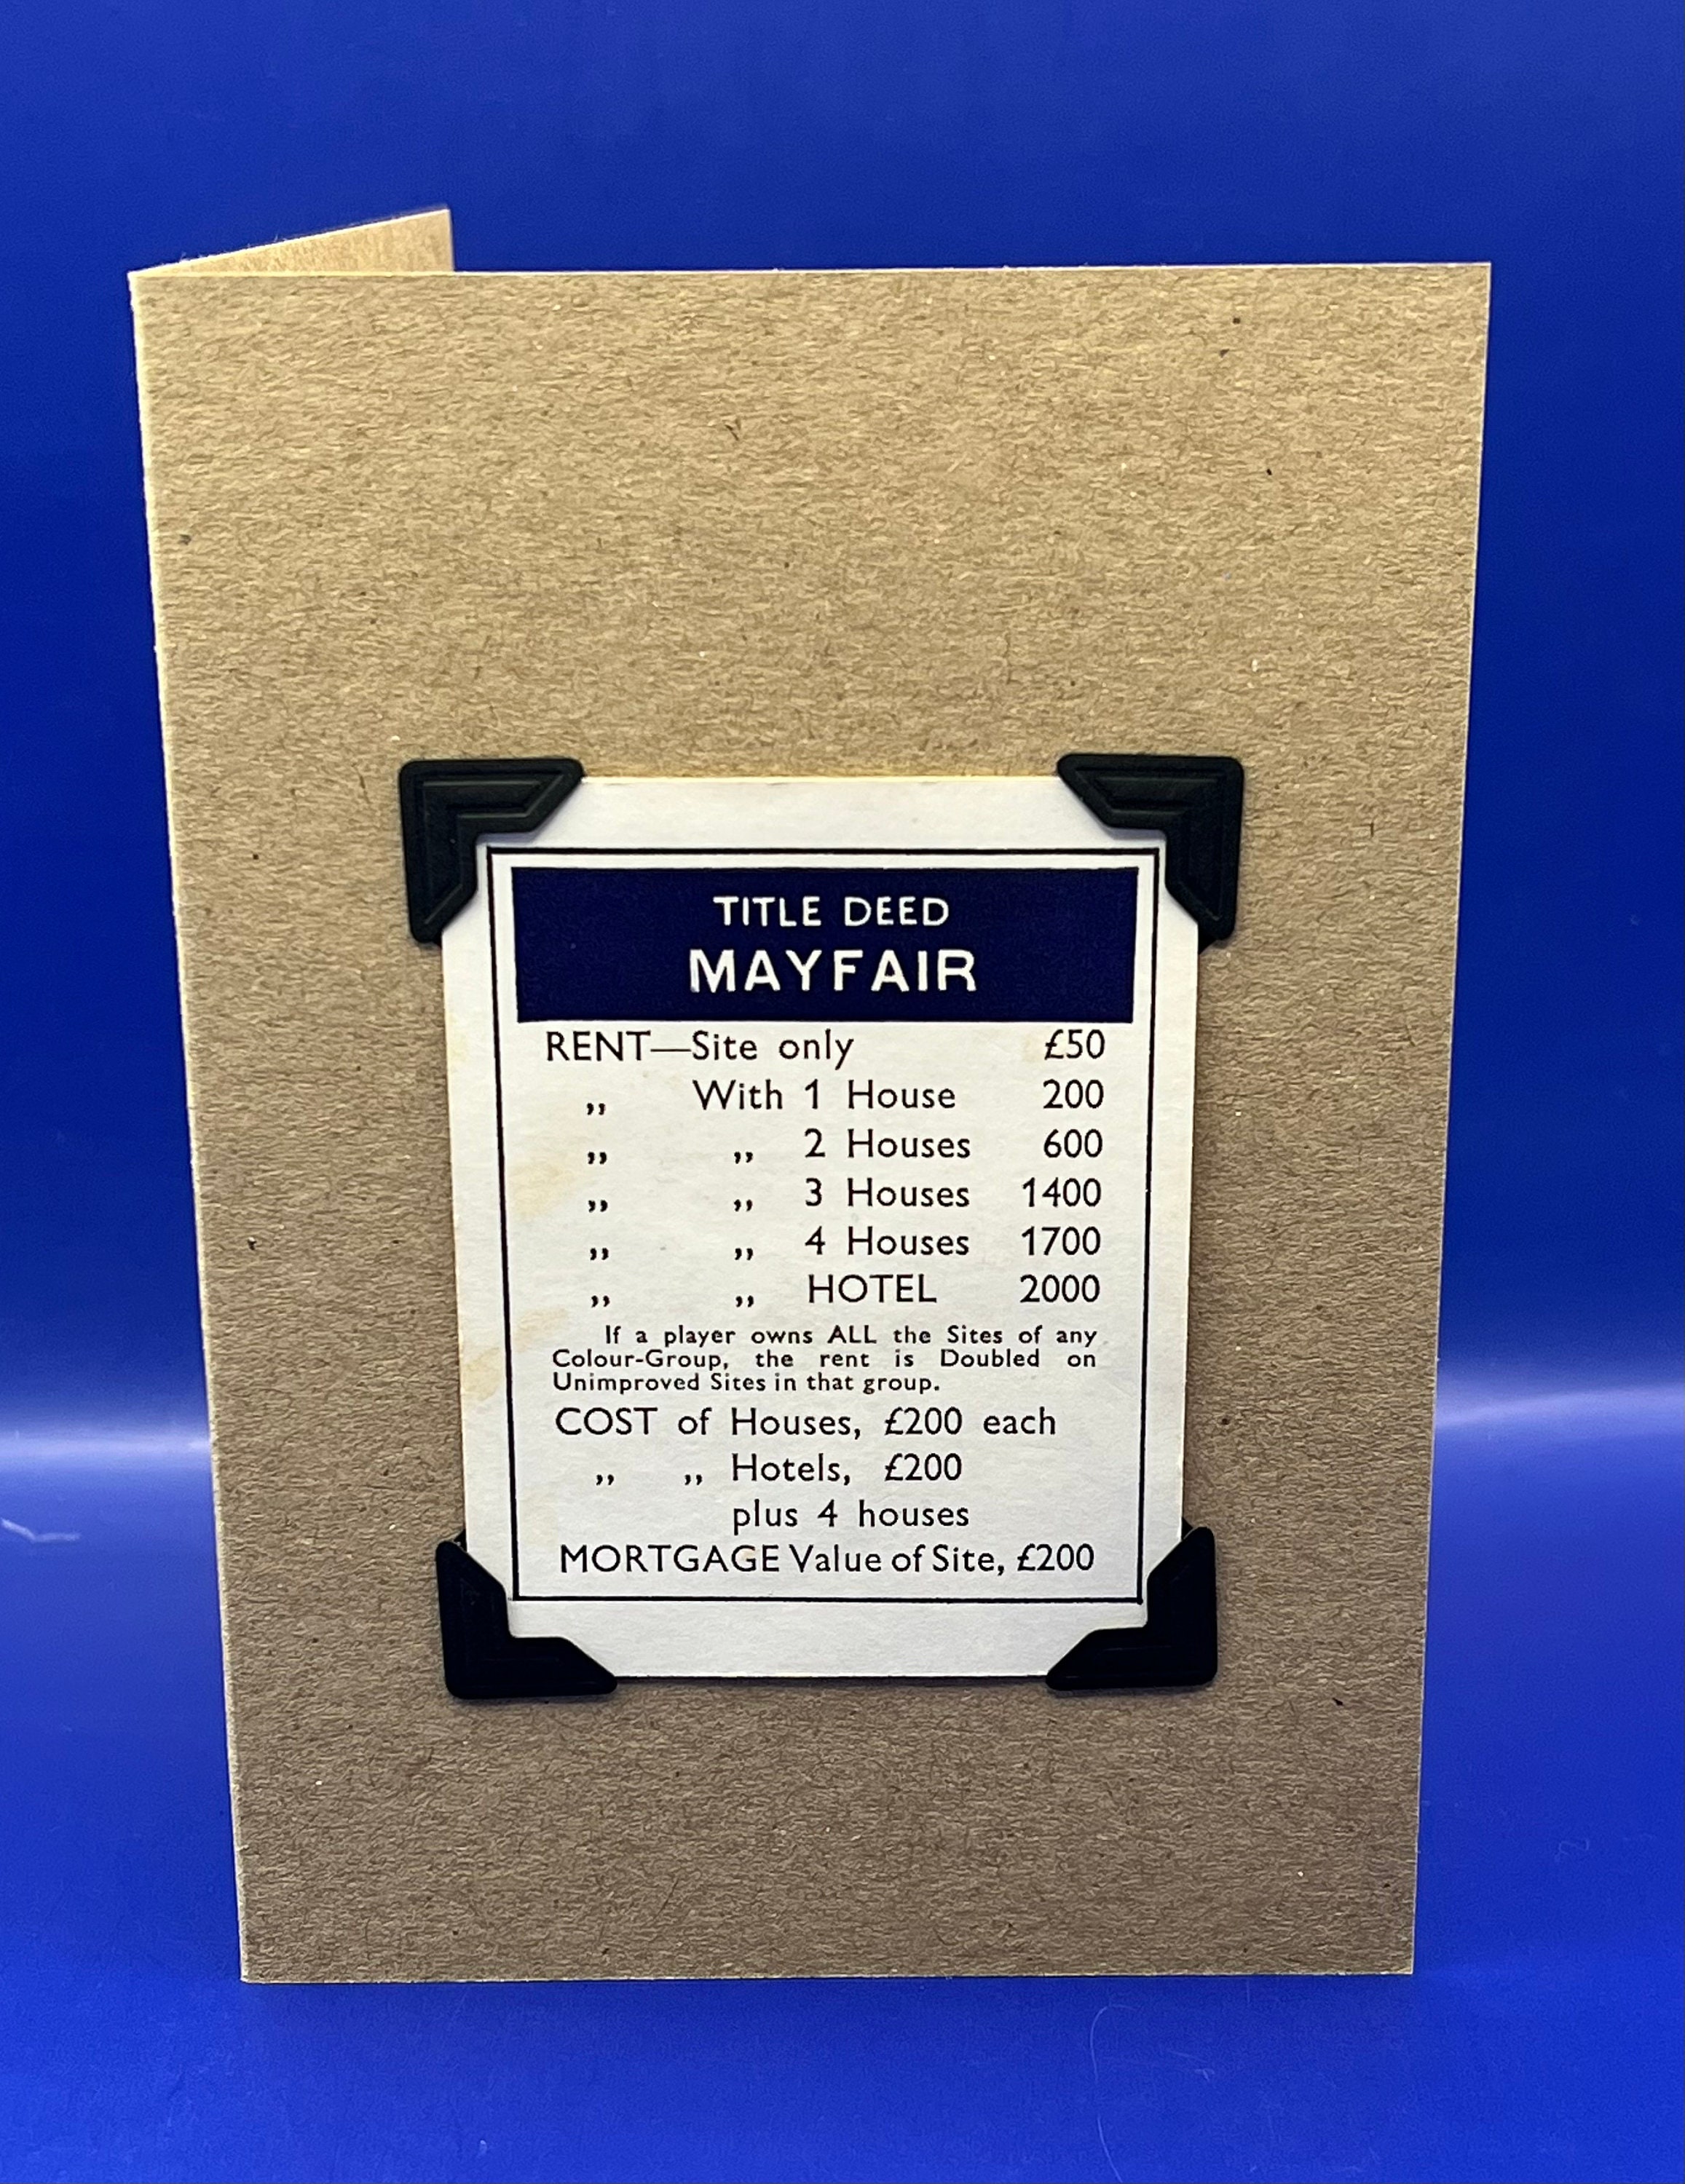 TITLE DEED
MAYFAIR
RENT—Site only £50
„ With 1 House 200
„ „ 2 Houses 600
„ „ 3 Houses 1400
„ „ 4 Houses 1700
„ „ HOTEL 2000
If a player owns ALL the Sites of any
Colour-Group, the rent is Doubled on
Unimproved Sites in that group.
COST of Houses, £200 each
„ „ Hotels, £200
plus 4 houses
MORTGAGE Value of Site, £200